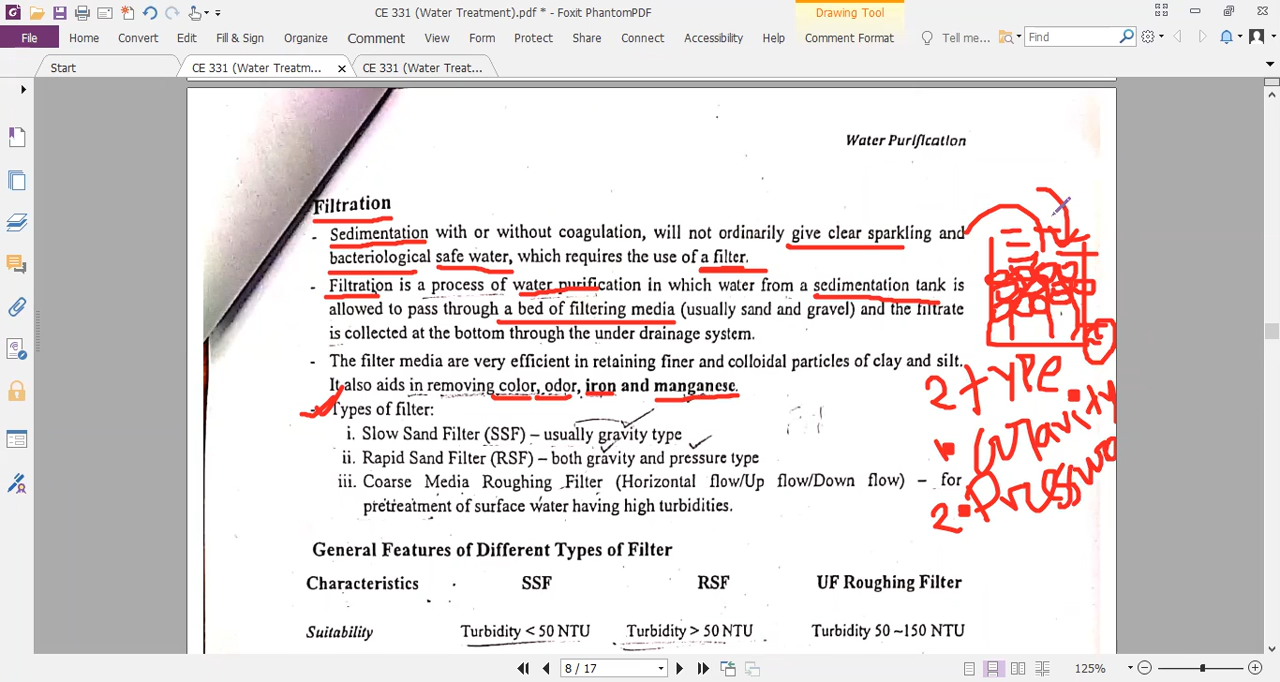 CE 331 (Water Treatment).pdf * - Foxit PhantomPDF
Drawing Tool
File Home Convert Edit Fill & Sign Organize Comment View Form Protect Share Connect Accessibility Help Comment Format Tell me... Find
Start CE 331 (Water Treatm... CE 331 (Water Treat...
Water Purification
Filtration
- Sedimentation with or without coagulation, will not ordinarily give clear sparkling and
bacteriological safe water, which requires the use of a filter.
- Filtration is a process of water purification in which water from a sedimentation tank is
allowed to pass through a bed of filtering media (usually sand and gravel) and the filtrate
is collected at the bottom through the under drainage system.
- The filter media are very efficient in retaining finer and colloidal particles of clay and silt.
It also aids in removing color, odor, iron and manganese.
- Types of filter:
i. Slow Sand Filter (SSF) – usually gravity type
ii. Rapid Sand Filter (RSF) – both gravity and pressure type
iii. Coarse Media Roughing Filter (Horizontal flow/Up flow/Down flow) – for
pretreatment of surface water having high turbidities.
2 type
1. Gravity
2. Pressure
General Features of Different Types of Filter
Characteristics SSF RSF UF Roughing Filter
Suitability Turbidity < 50 NTU Turbidity > 50 NTU Turbidity 50 ~150 NTU
8 / 17
125%